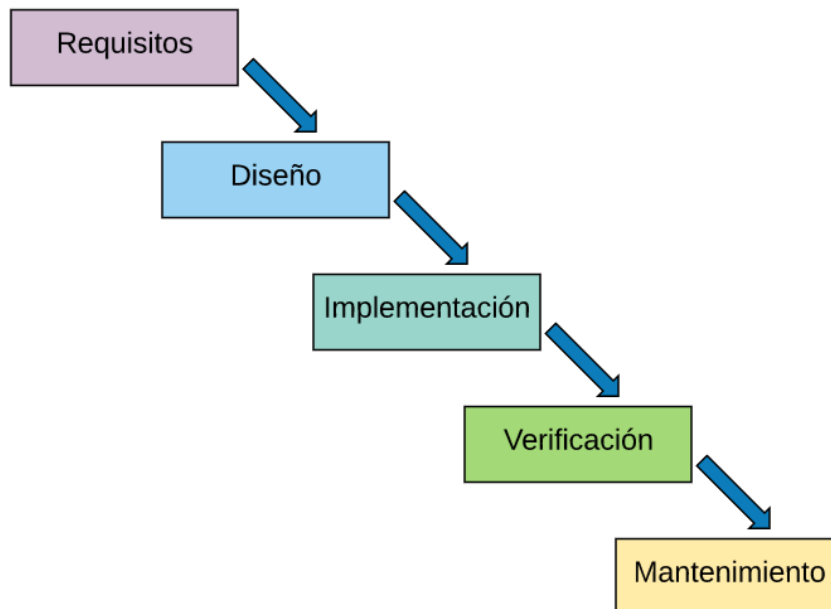 Requisitos
Diseño
Implementación
Verificación
Mantenimiento